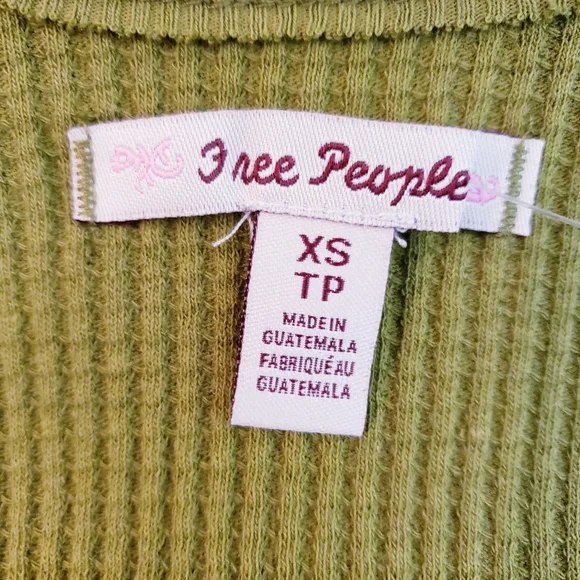 Free People
XS
TP
MADE IN
GUATEMALA
FABRIQUÉ AU
GUATEMALA